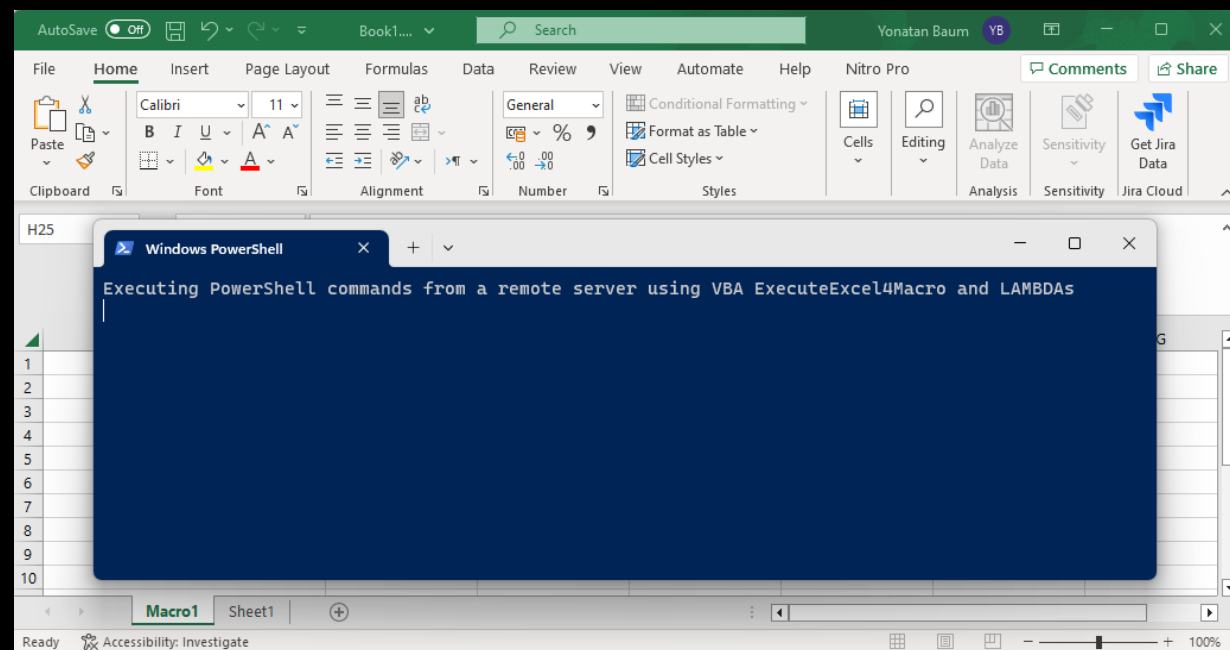 AutoSave Off Book1.... Search Yonatan Baum YB
File Home Insert Page Layout Formulas Data Review View Automate Help Nitro Pro Comments Share
Paste
Clipboard
Calibri 11
B I U A A
A
Font
ab
Alignment
General
% 9
.00
Number
Conditional Formatting
Format as Table
Cell Styles
Styles
Cells
Editing
Analyze
Data
Analysis
Sensitivity
Sensitivity
Get Jira
Data
Jira Cloud
H25
Windows PowerShell
Executing PowerShell commands from a remote server using VBA ExecuteExcel4Macro and LAMBDAs
G
1
2
3
4
5
6
7
8
9
10
Macro1 Sheet1
Ready Accessibility: Investigate 100%